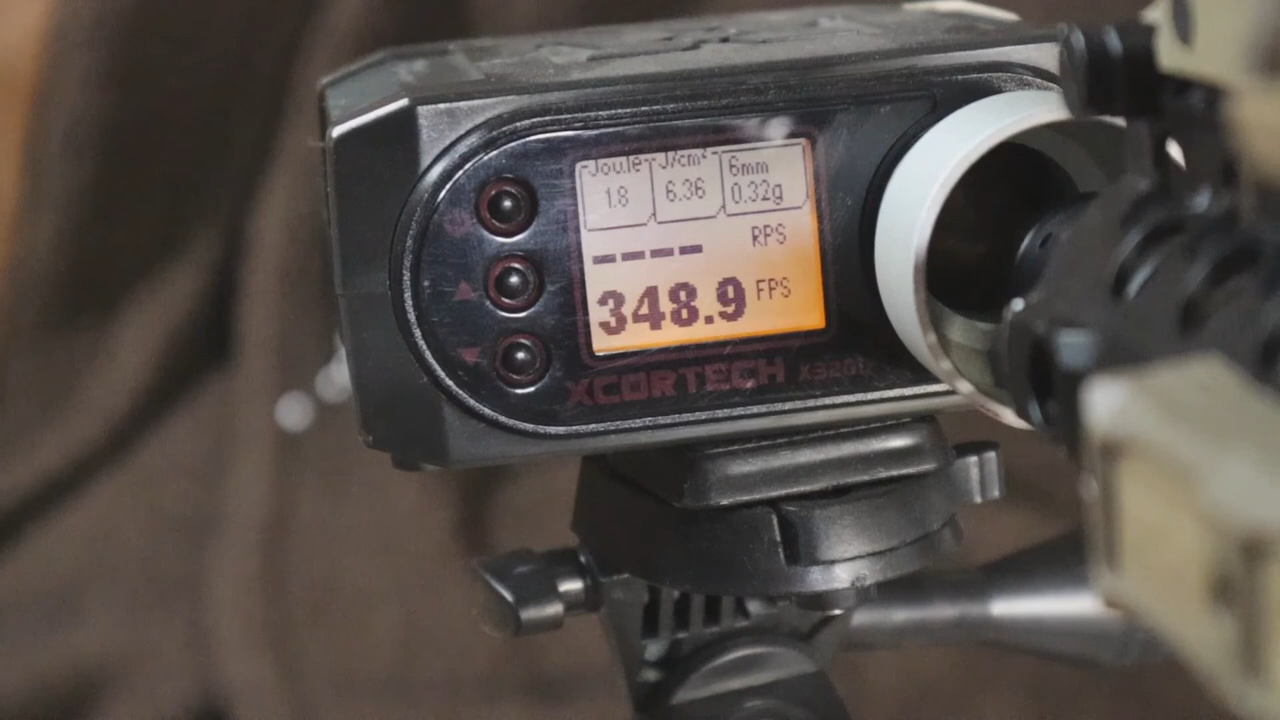 Joule J/cm² 6mm
1.8 6.36 0.32g
---- RPS
348.9 FPS
XCORTECH